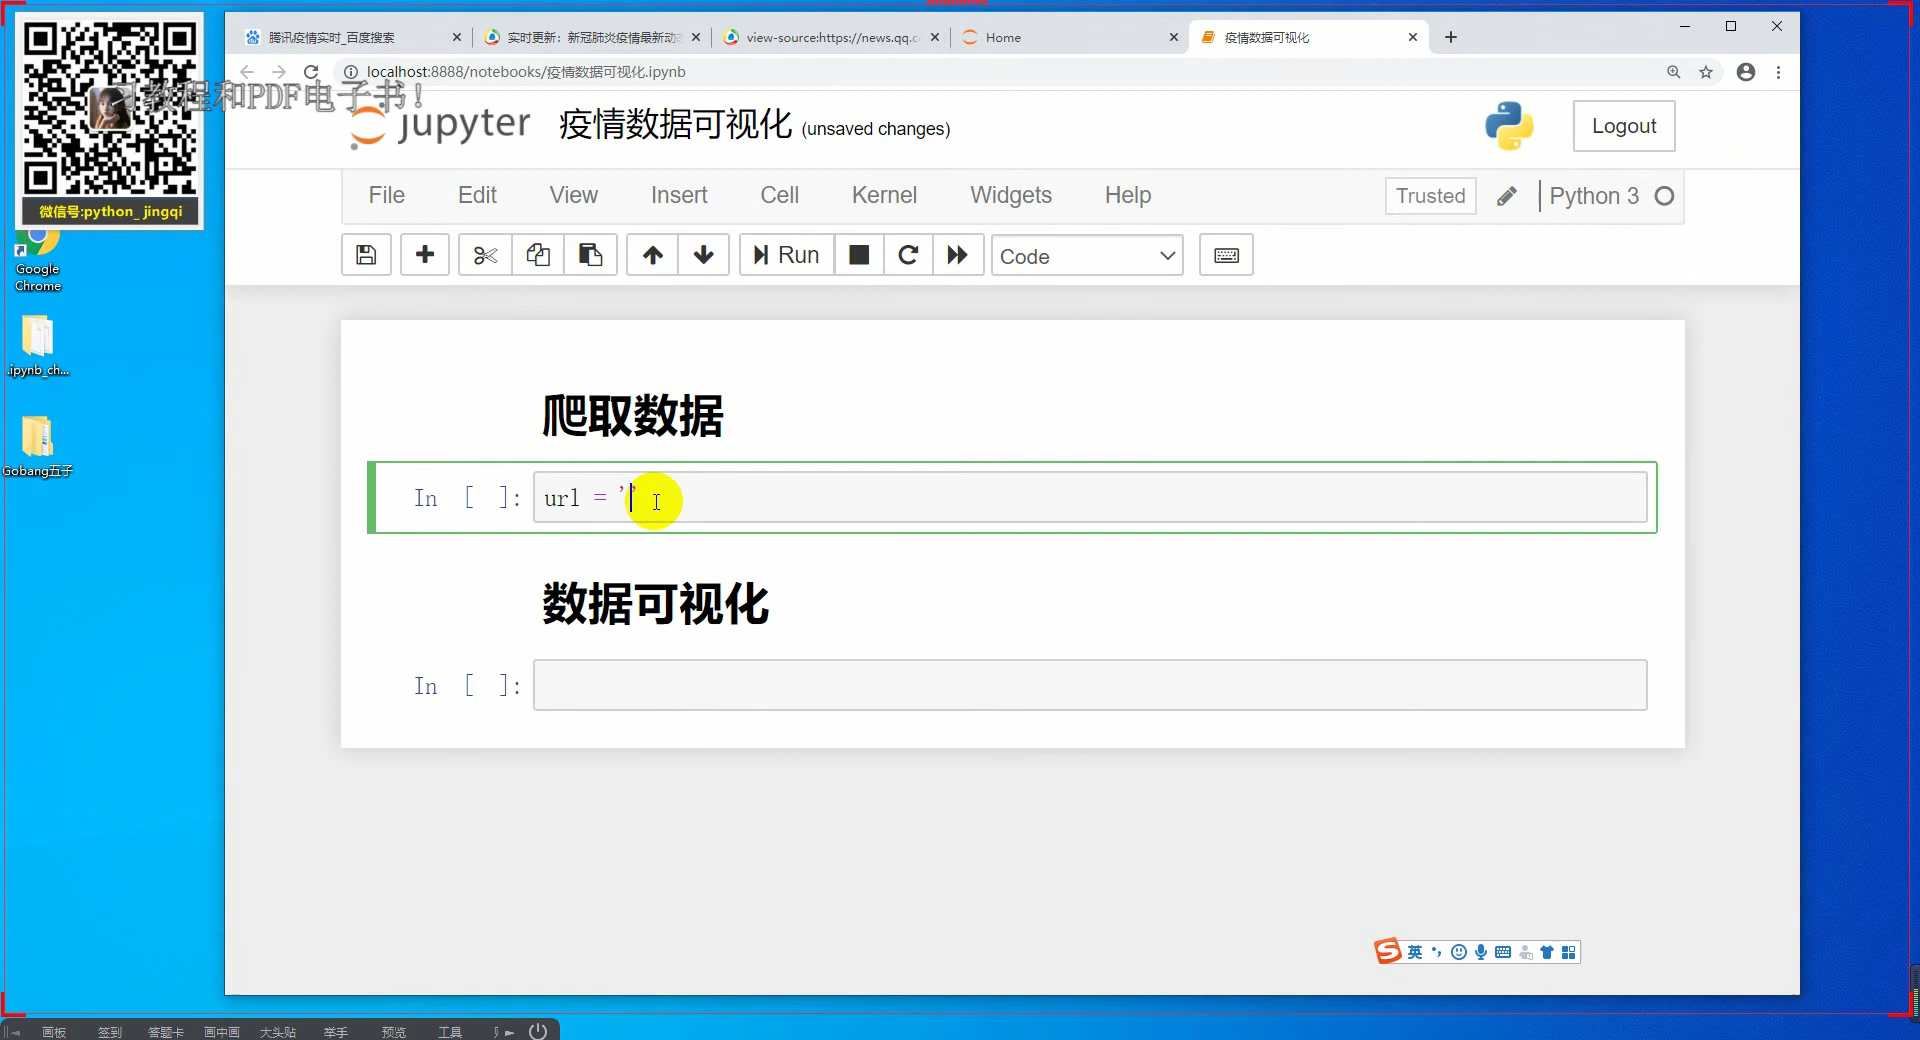 腾讯疫情实时_百度搜索
实时更新：新冠肺炎疫情最新动
view-source:https://news.qq.c
Home
疫情数据可视化
localhost:8888/notebooks/疫情数据可视化.ipynb
教程和PDF电子书!
微信号:python_ jingqi
jupyter
疫情数据可视化 (unsaved changes)
Logout
File Edit View Insert Cell Kernel Widgets Help
Trusted
Python 3
Run
Code
Google
Chrome
.ipynb_ch...
Gobang五子
爬取数据
In [ ]:
url = ''
数据可视化
In [ ]:
英
画板 签到 答题卡 画中画 大头贴 举手 预览 工具